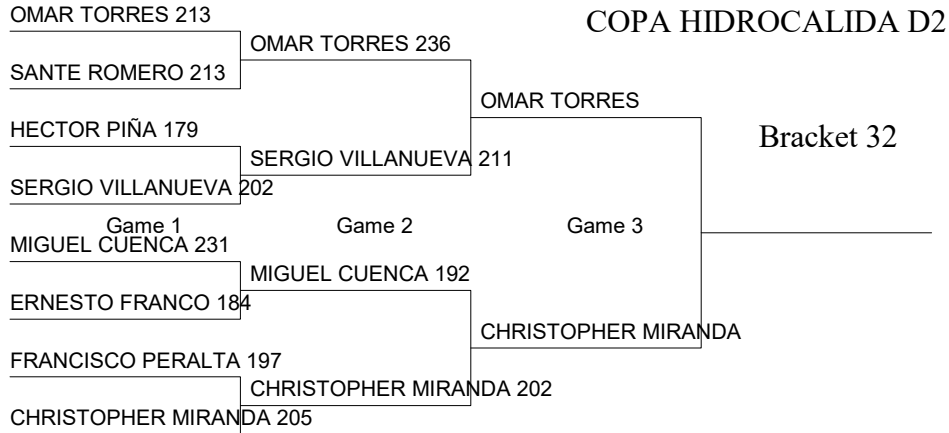 OMAR TORRES 213
COPA HIDROCALIDA D2
OMAR TORRES 236
SANTE ROMERO 213
OMAR TORRES
HECTOR PIÑA 179
Bracket 32
SERGIO VILLANUEVA 211
SERGIO VILLANUEVA 202
Game 1
Game 2
Game 3
MIGUEL CUENCA 231
MIGUEL CUENCA 192
ERNESTO FRANCO 184
CHRISTOPHER MIRANDA
FRANCISCO PERALTA 197
CHRISTOPHER MIRANDA 202
CHRISTOPHER MIRANDA 205